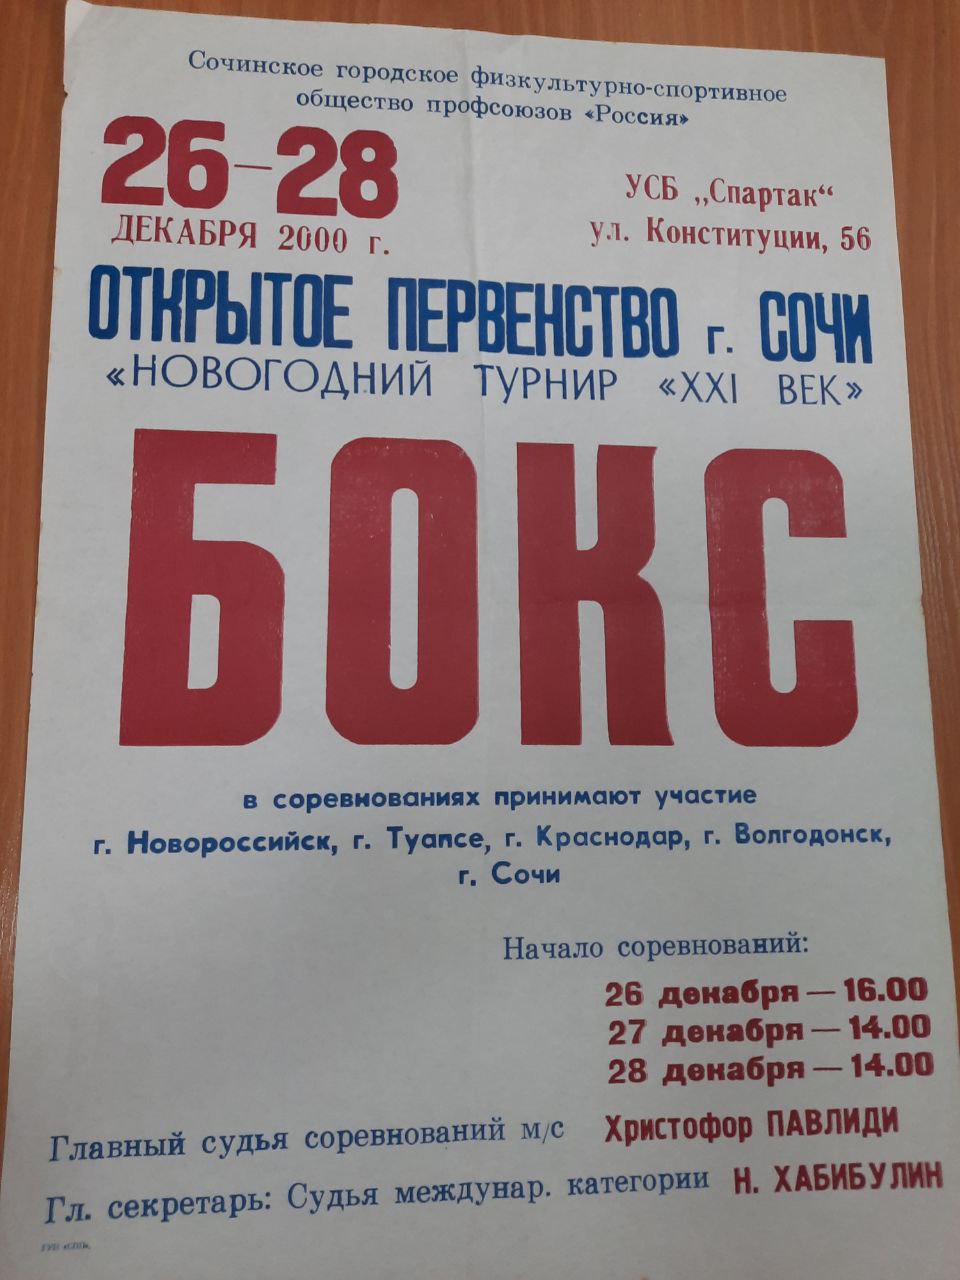 Сочинское городское физкультурно-спортивное
общество профсоюзов «Россия»
26—28
ДЕКАБРЯ 2000 г.
УСБ „Спартак“
ул. Конституции, 56
ОТКРЫТОЕ ПЕРВЕНСТВО г. СОЧИ
«НОВОГОДНИЙ ТУРНИР «XXI ВЕК»
БОКС
в соревнованиях принимают участие
г. Новороссийск, г. Туапсе, г. Краснодар, г. Волгодонск,
г. Сочи
Начало соревнований:
26 декабря — 16.00
27 декабря — 14.00
28 декабря — 14.00
Главный судья соревнований м/с Христофор ПАВЛИДИ
Гл. секретарь: Судья междунар. категории Н. ХАБИБУЛИН